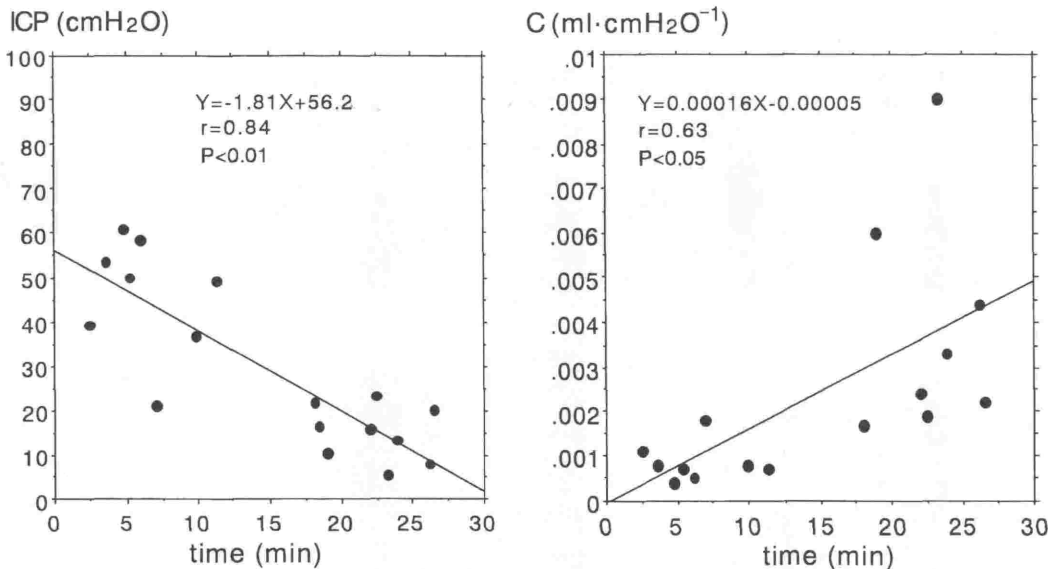 ICP (cmH2O)
100
90
80
70
60
50
40
30
20
10
0
Y=-1.81X+56.2
r=0.84
P<0.01
0 5 10 15 20 25 30
time (min)
C (ml·cmH2O⁻¹)
.01
.009
.008
.007
.006
.005
.004
.003
.002
.001
0
Y=0.00016X-0.00005
r=0.63
P<0.05
0 5 10 15 20 25 30
time (min)